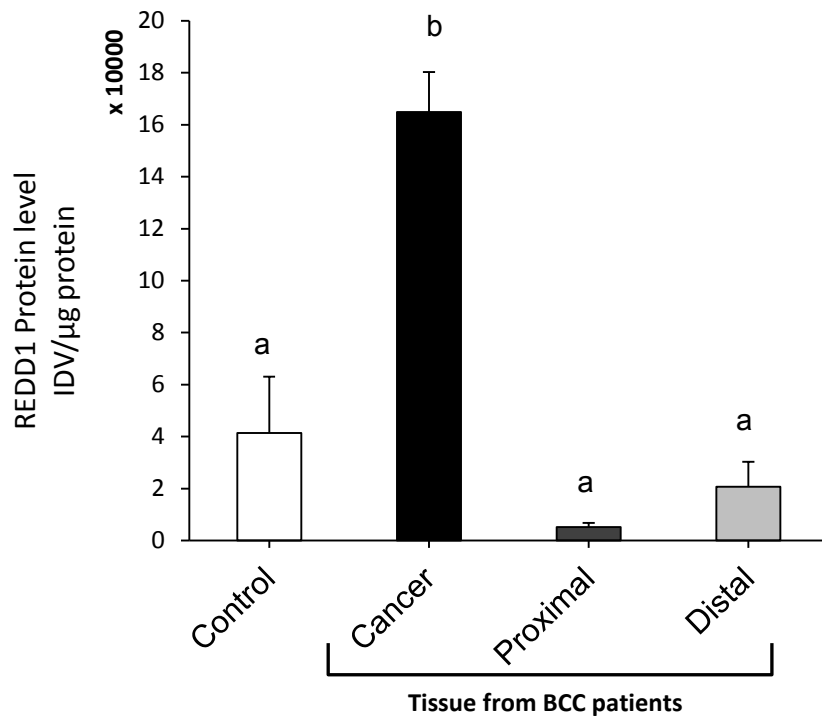 x 10000
REDD1 Protein level
IDV/µg protein
20
18
16
14
12
10
8
6
4
2
0
a
b
a
a
Control
Cancer
Proximal
Distal
Tissue from BCC patients